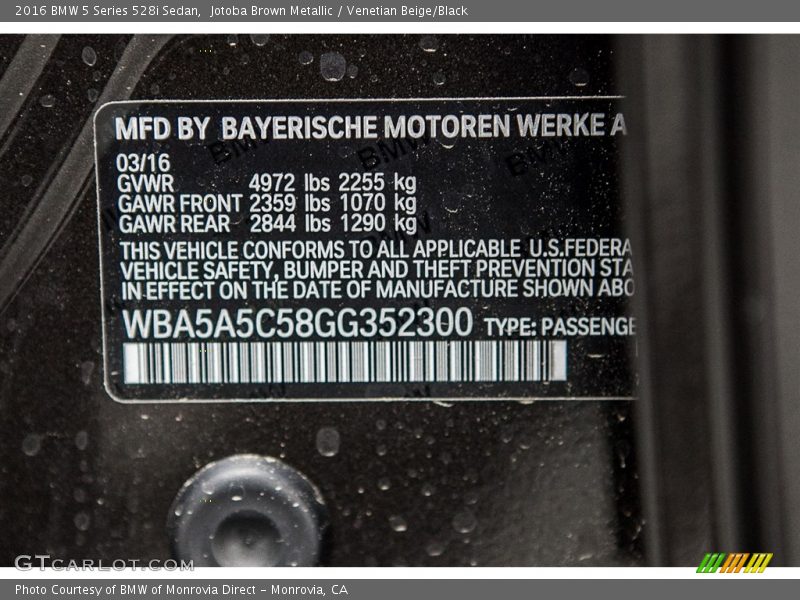 2016 BMW 5 Series 528i Sedan, Jotoba Brown Metallic / Venetian Beige/Black
MFD BY BAYERISCHE MOTOREN WERKE A
03/16
GVWR 4972 lbs 2255 kg
GAWR FRONT 2359 lbs 1070 kg
GAWR REAR 2844 lbs 1290 kg
THIS VEHICLE CONFORMS TO ALL APPLICABLE U.S.FEDERA
VEHICLE SAFETY, BUMPER AND THEFT PREVENTION STA
IN EFFECT ON THE DATE OF MANUFACTURE SHOWN ABO
WBA5A5C58GG352300 TYPE: PASSENGE
GTCARLOT.COM
Photo Courtesy of BMW of Monrovia Direct - Monrovia, CA